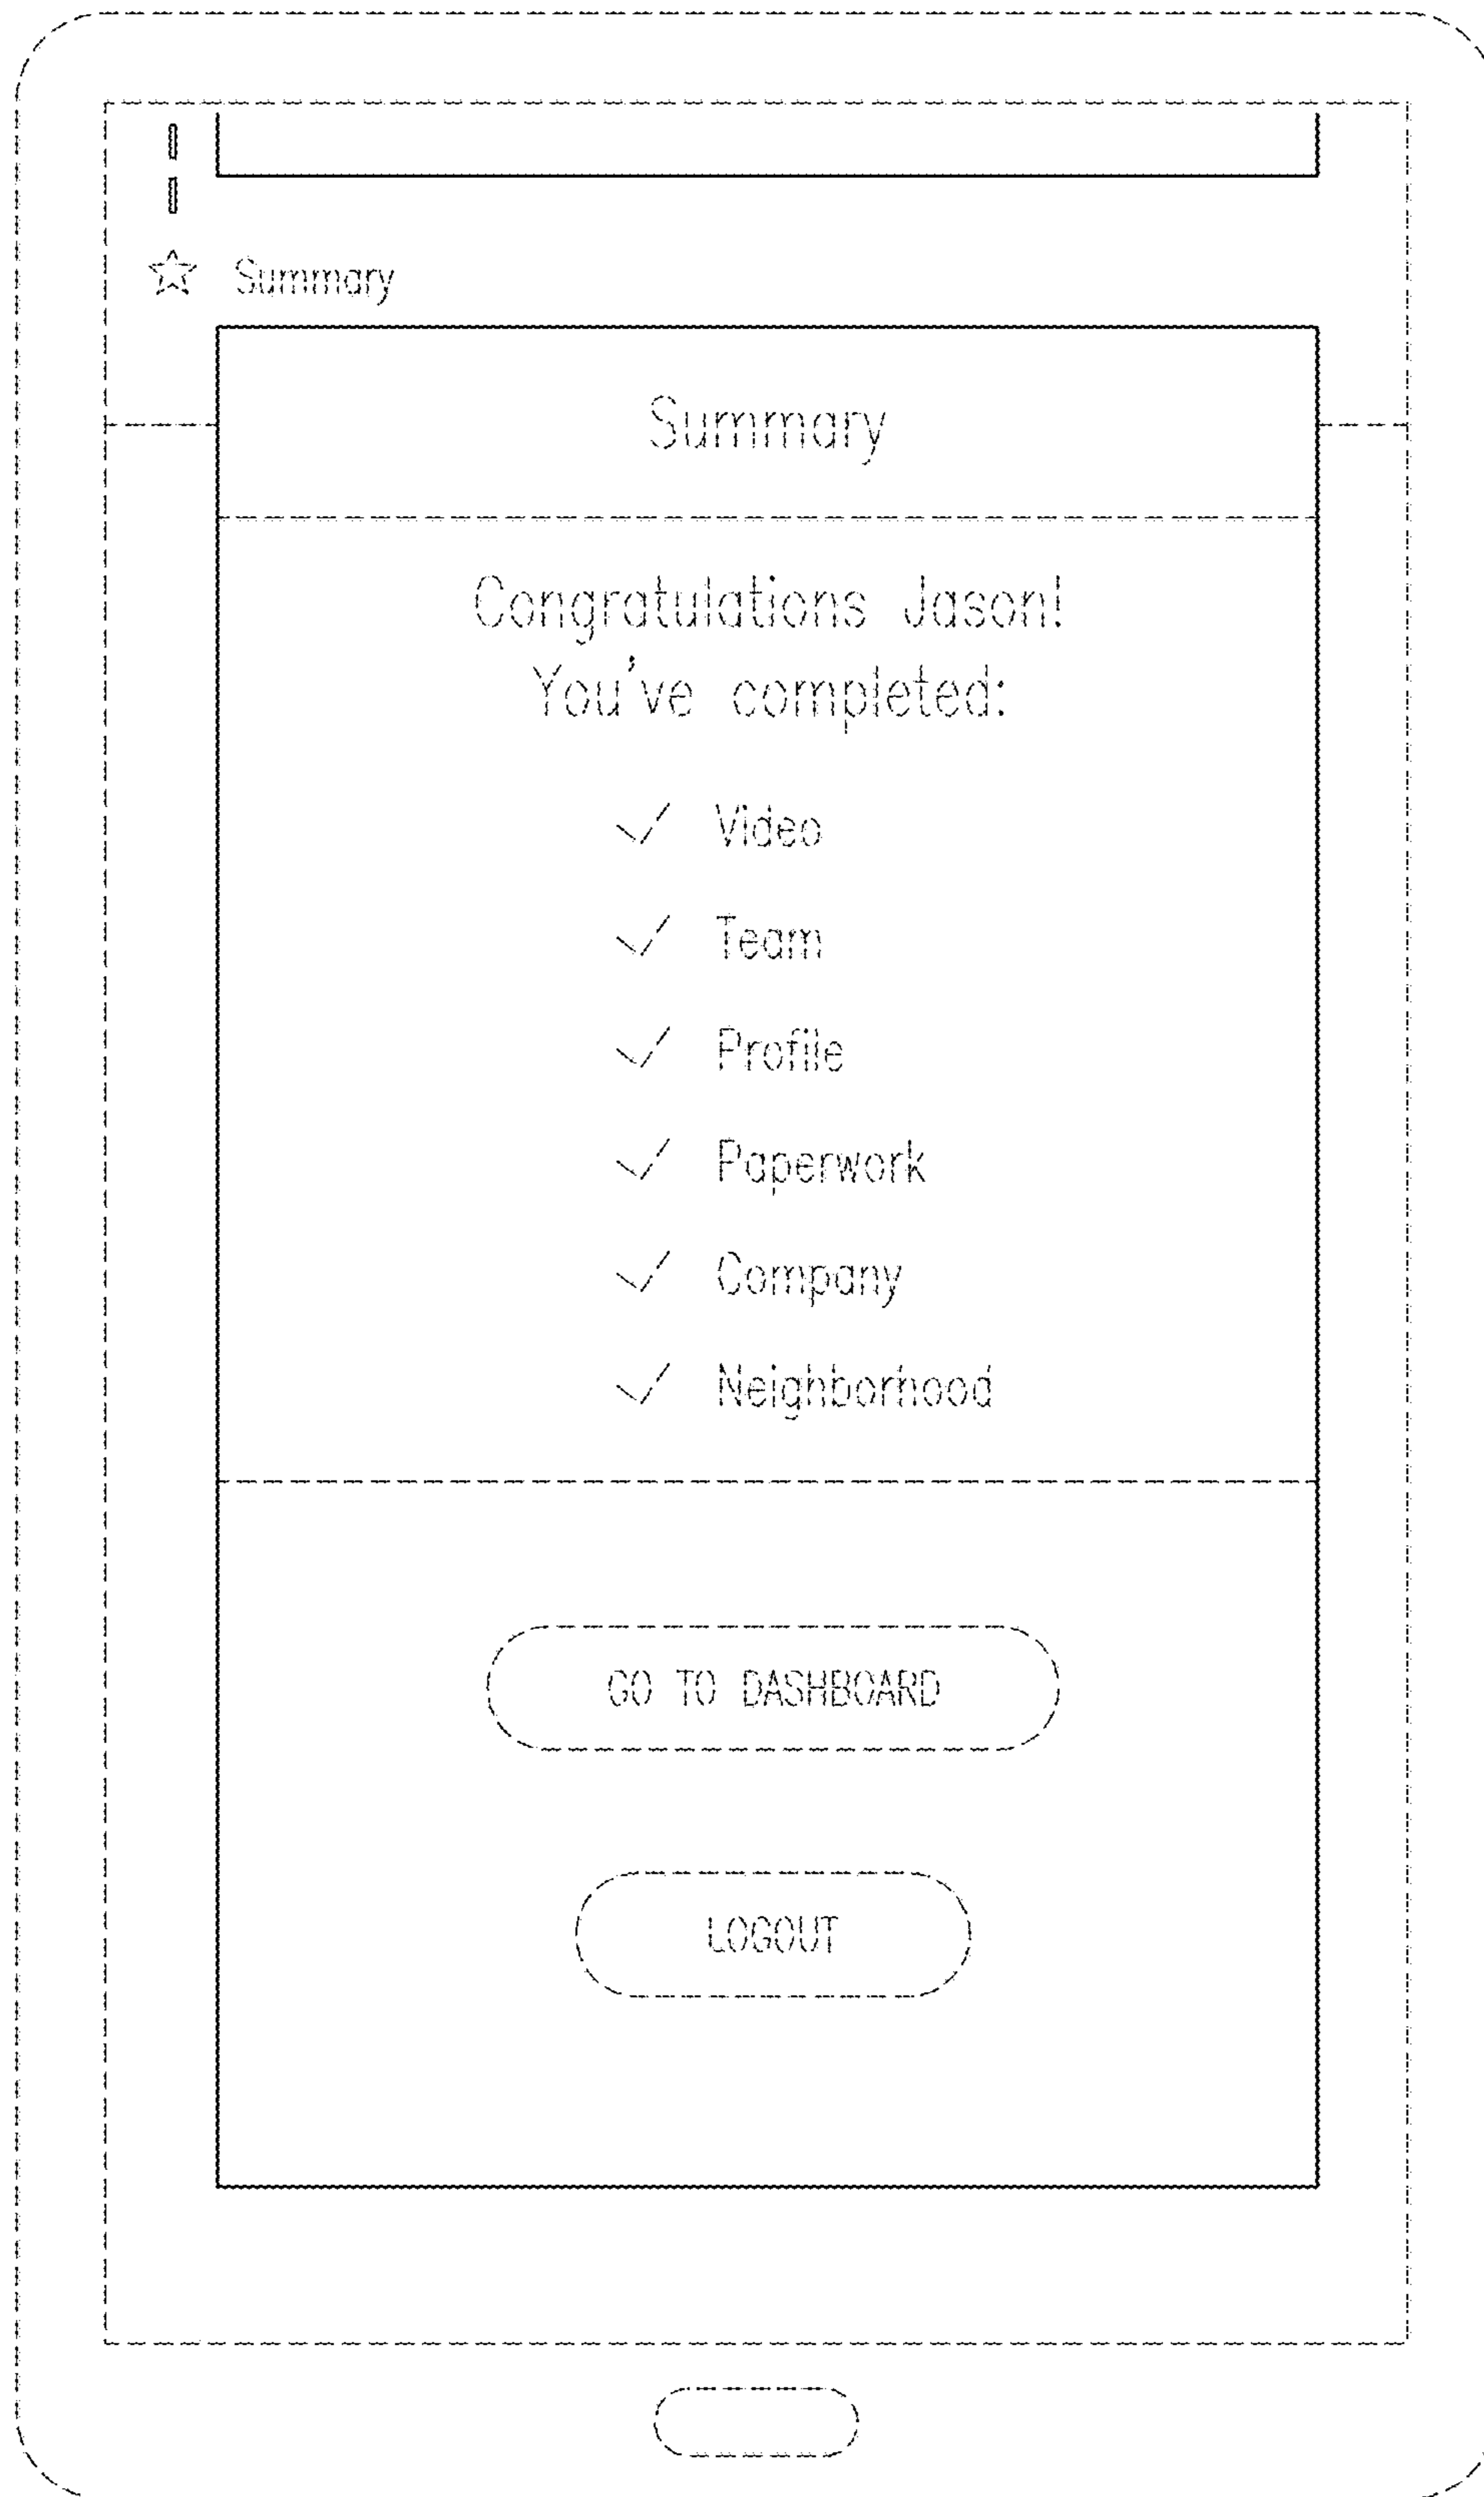 Summary
Summary
Congratulations Jason!
You've completed:
Video
Team
Profile
Paperwork
Company
Neighborhood
GO TO DASHBOARD
LOGOUT